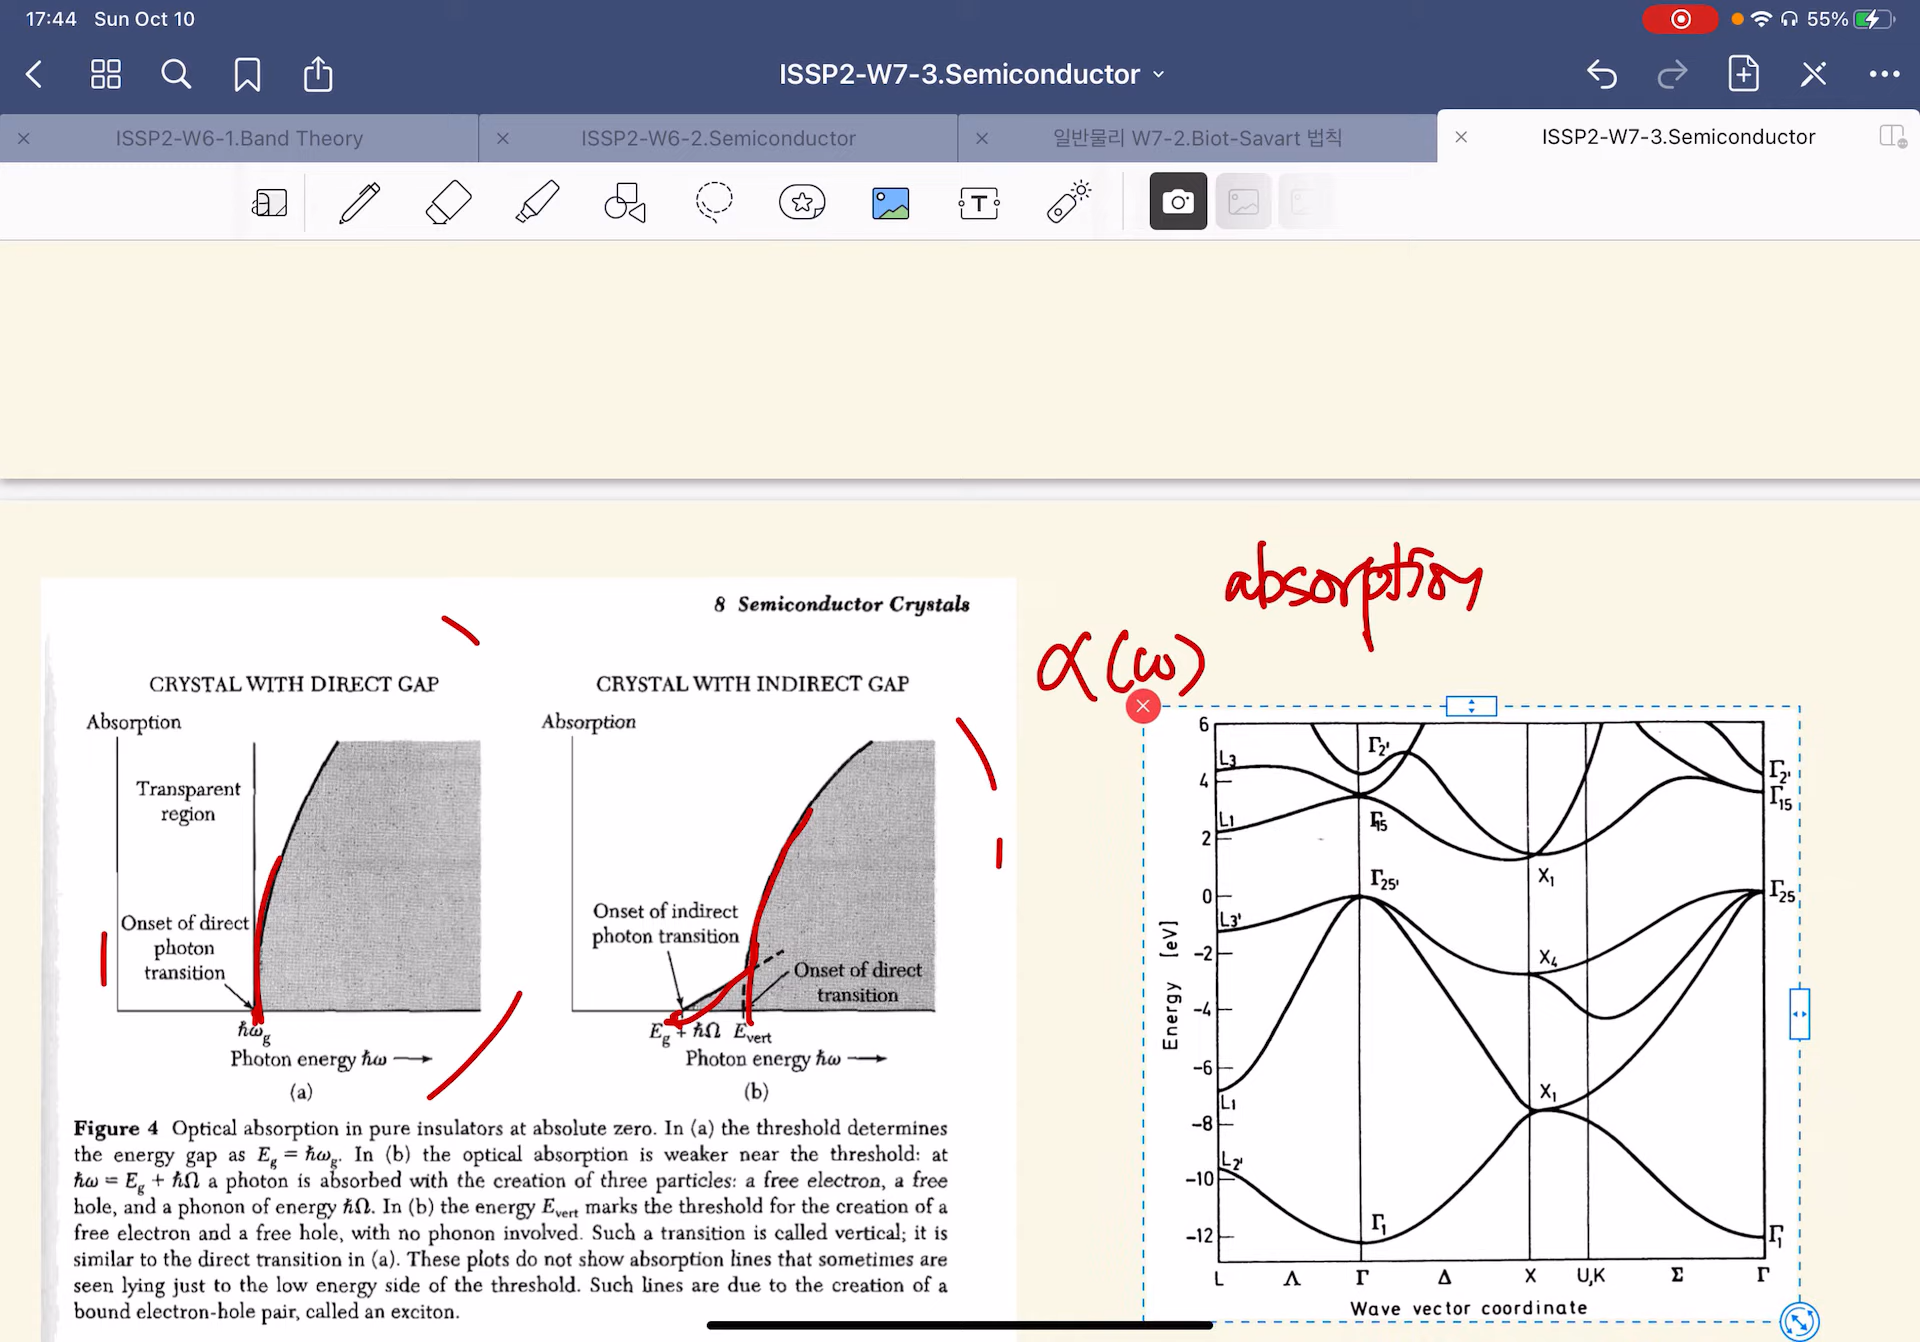 17:44 Sun Oct 10
55%
ISSP2-W7-3.Semiconductor
ISSP2-W6-1.Band Theory
ISSP2-W6-2.Semiconductor
일반물리 W7-2.Biot-Savart 법칙
ISSP2-W7-3.Semiconductor
T
absorption
α(ω)
8 Semiconductor Crystals
CRYSTAL WITH DIRECT GAP
Absorption
Transparent
region
Onset of direct
photon
transition
ħωg
Photon energy ħω
(a)
CRYSTAL WITH INDIRECT GAP
Absorption
Onset of indirect
photon transition
Onset of direct
transition
Eg + ħΩ Evert
Photon energy ħω
(b)
Figure 4 Optical absorption in pure insulators at absolute zero. In (a) the threshold determines
the energy gap as Eg = ħωg. In (b) the optical absorption is weaker near the threshold: at
ħω = Eg + ħΩ a photon is absorbed with the creation of three particles: a free electron, a free
hole, and a phonon of energy ħΩ. In (b) the energy Evert marks the threshold for the creation of a
free electron and a free hole, with no phonon involved. Such a transition is called vertical; it is
similar to the direct transition in (a). These plots do not show absorption lines that sometimes are
seen lying just to the low energy side of the threshold. Such lines are due to the creation of a
bound electron-hole pair, called an exciton.
6
4
2
0
-2
-4
-6
-8
-10
-12
Energy [eV]
L3
L1
L3'
L1
L2'
Γ2'
Γ15
Γ25'
Γ1
X1
X4
X1
Γ2'
Γ15
Γ25
Γ1
L Λ Γ Δ X U,K Σ Γ
Wave vector coordinate